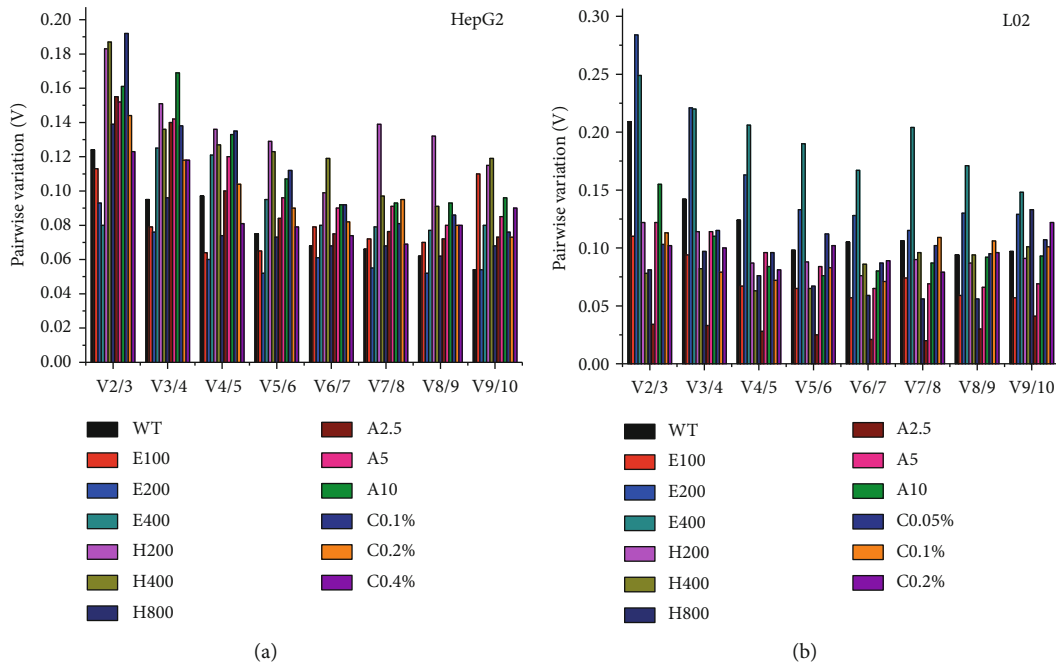 HepG2
Pairwise variation (V)
0.20
0.18
0.16
0.14
0.12
0.10
0.08
0.06
0.04
0.02
0.00
V2/3 V3/4 V4/5 V5/6 V6/7 V7/8 V8/9 V9/10
WT
E100
E200
E400
H200
H400
H800
A2.5
A5
A10
C0.1%
C0.2%
C0.4%
(a)
L02
Pairwise variation (V)
0.30
0.25
0.20
0.15
0.10
0.05
0.00
V2/3 V3/4 V4/5 V5/6 V6/7 V7/8 V8/9 V9/10
WT
E100
E200
E400
H200
H400
H800
A2.5
A5
A10
C0.05%
C0.1%
C0.2%
(b)